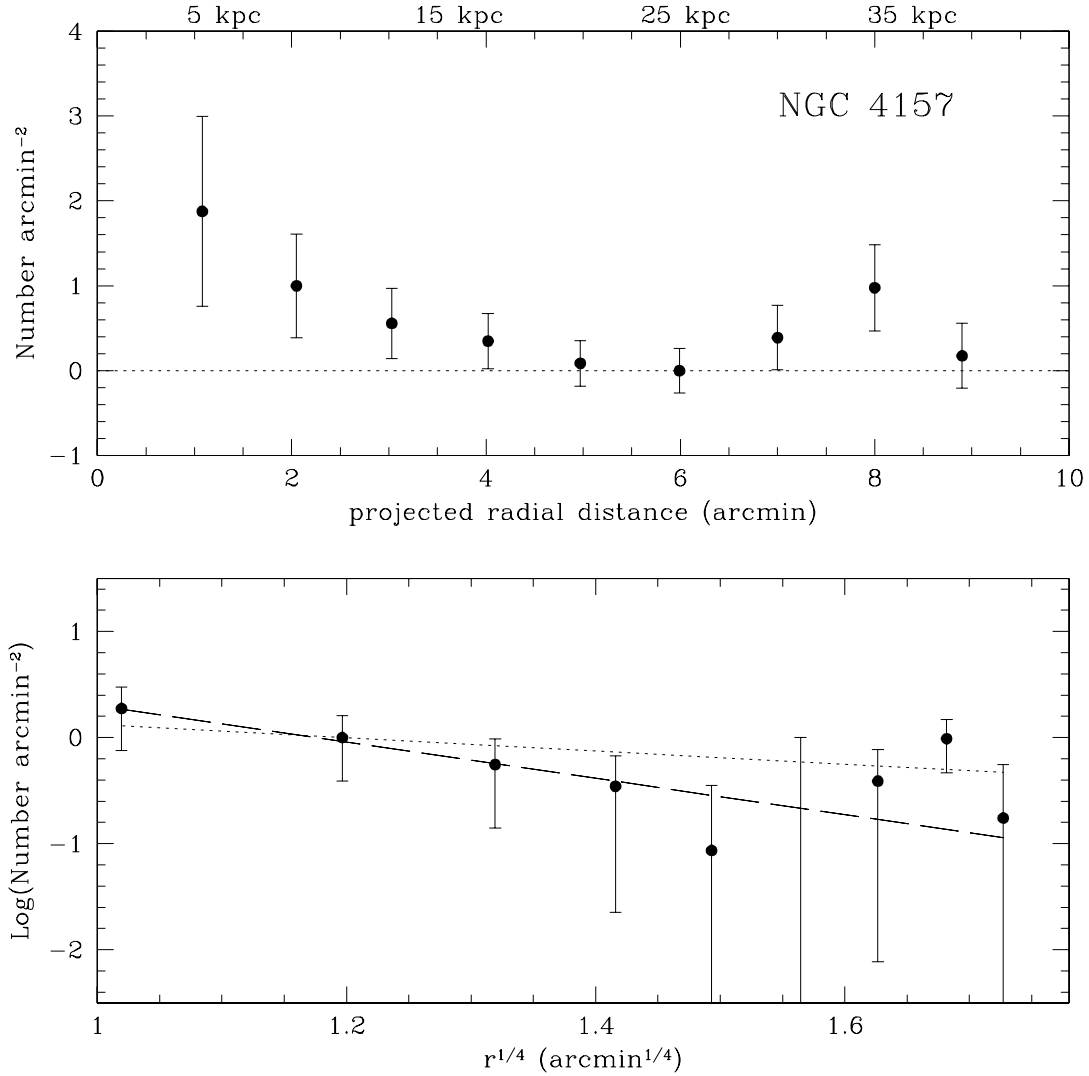 5 kpc 15 kpc 25 kpc 35 kpc
4
NGC 4157
3
2
1
0
−1
Number arcmin⁻²
0 2 4 6 8 10
projected radial distance (arcmin)
1
0
−1
−2
Log(Number arcmin⁻²)
1 1.2 1.4 1.6
r¹/⁴ (arcmin¹/⁴)